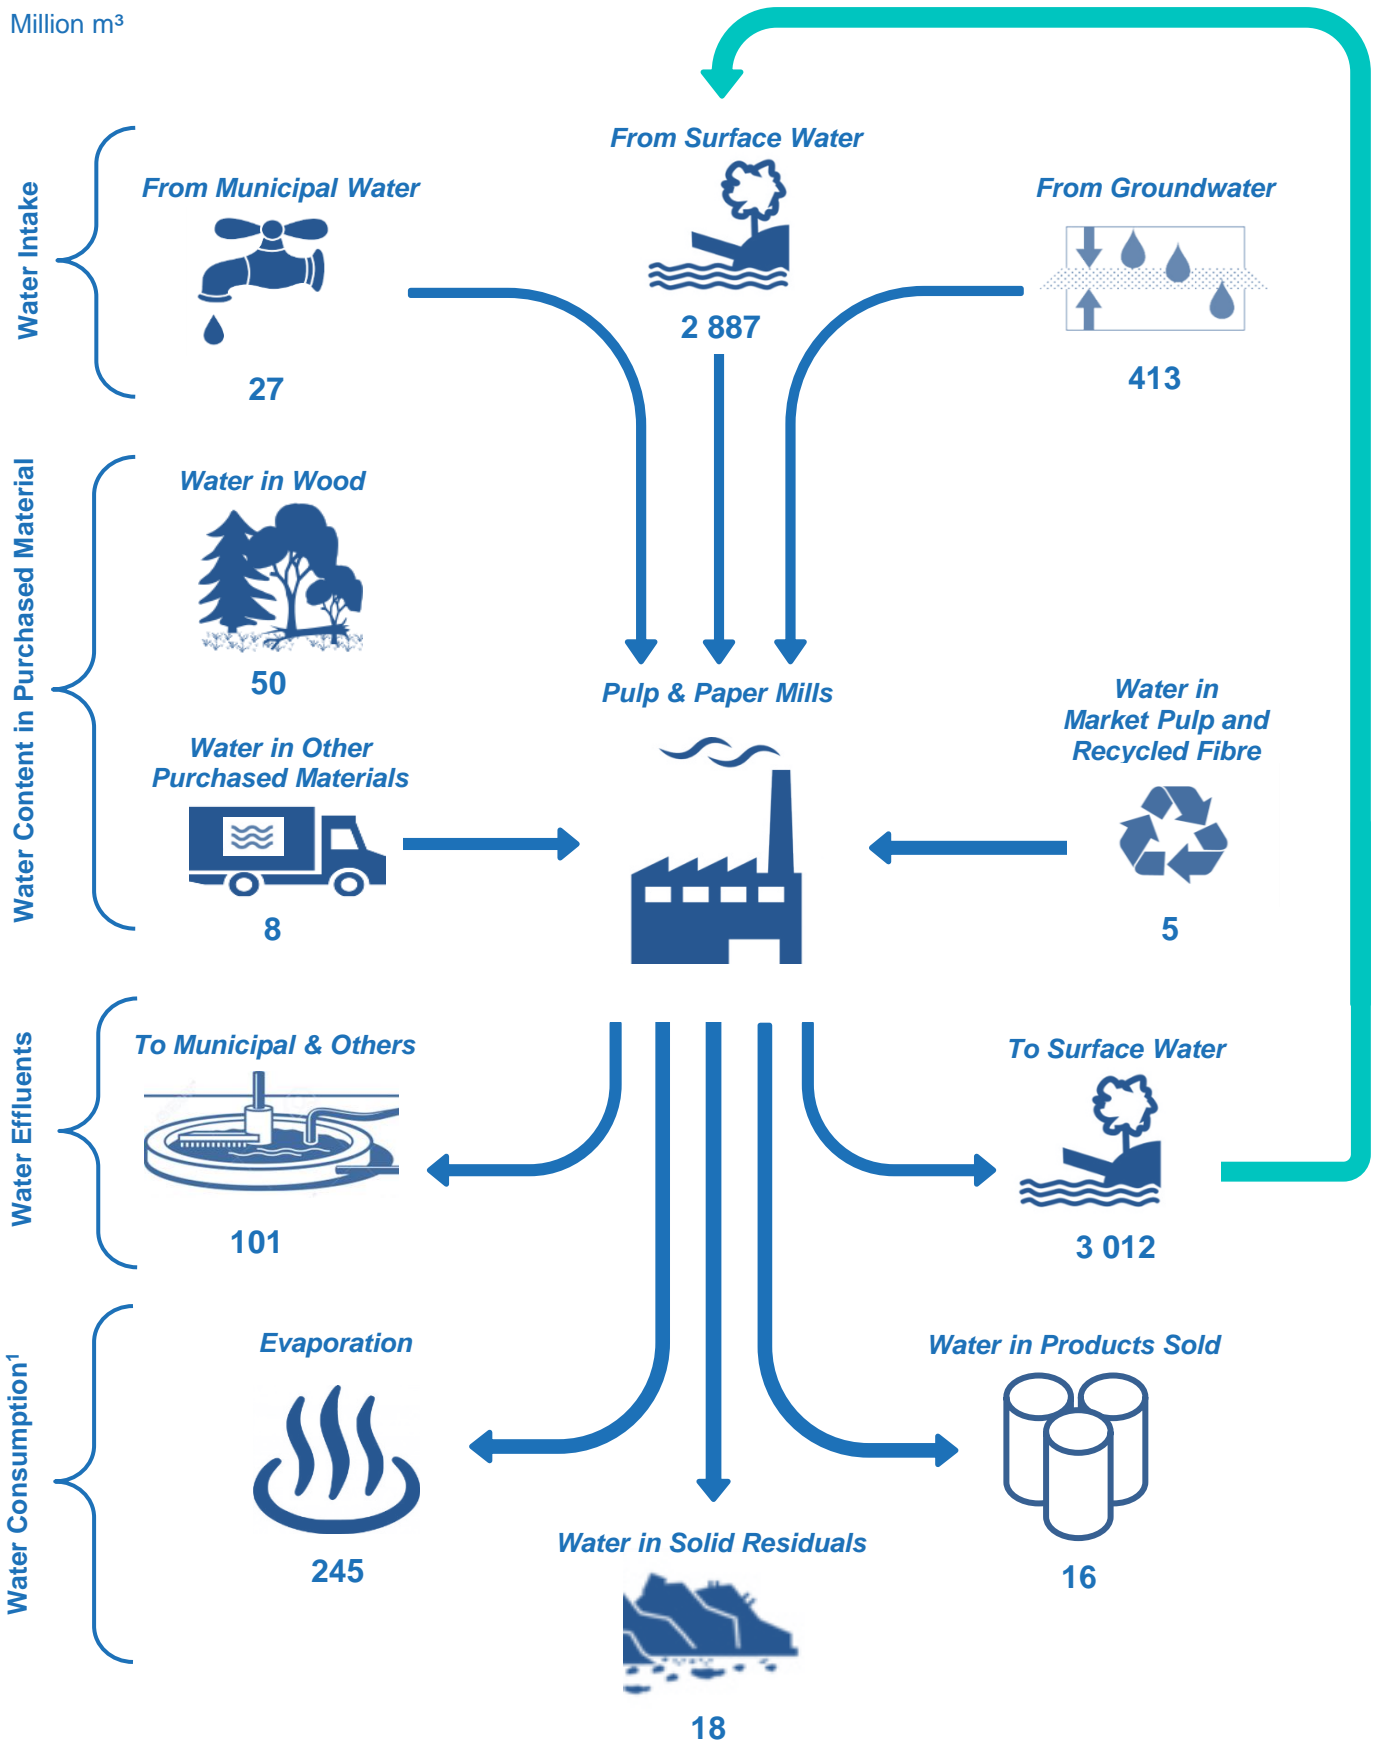 Million m³
Water Intake
From Municipal Water
27
From Surface Water
2 887
From Groundwater
413
Water Content in Purchased Material
Water in Wood
50
Water in Other
Purchased Materials
8
Pulp & Paper Mills
Water in
Market Pulp and
Recycled Fibre
5
Water Effluents
To Municipal & Others
101
To Surface Water
3 012
Water Consumption¹
Evaporation
245
Water in Solid Residuals
18
Water in Products Sold
16